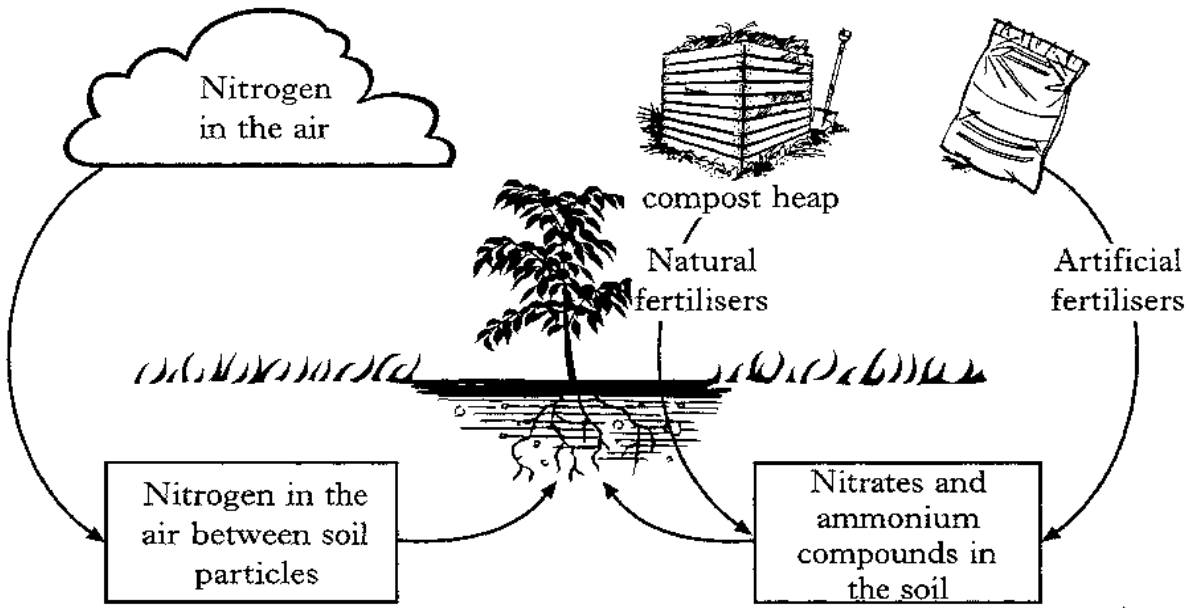 Nitrogen
in the air
compost heap
Natural
fertilisers
Artificial
fertilisers
Nitrogen in the
air between soil
particles
Nitrates and
ammonium
compounds in
the soil